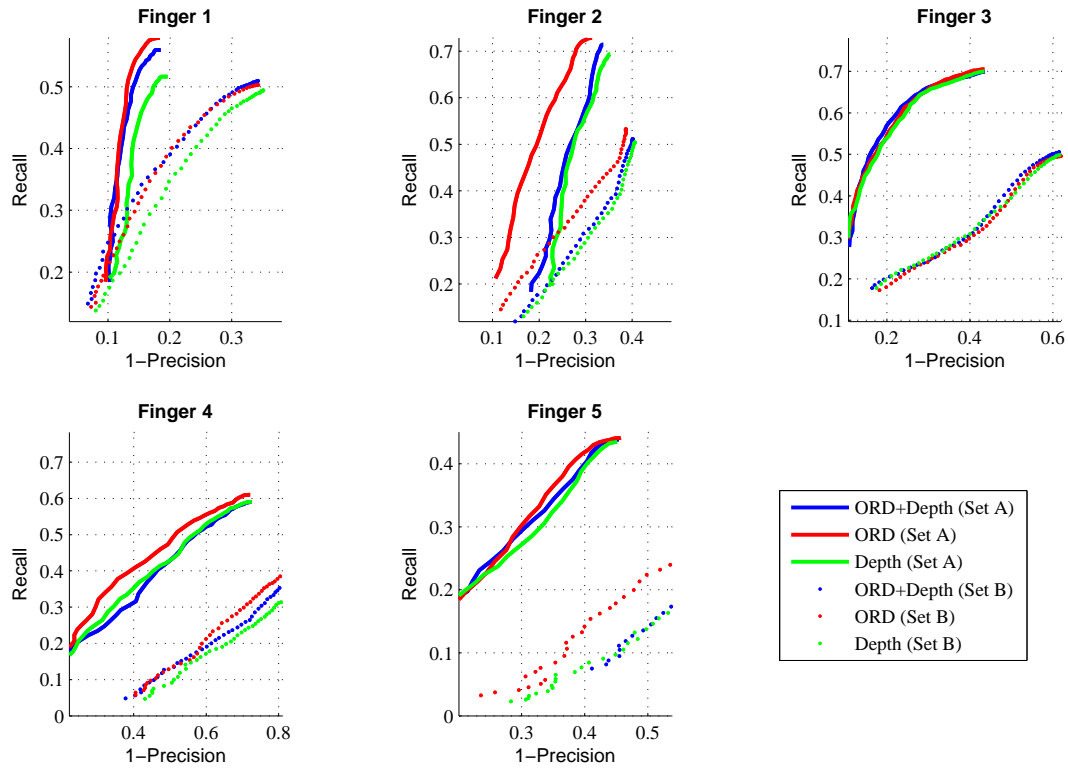 Finger 1
Finger 2
Finger 3
0.5
0.4
0.3
0.2
Recall
0.1
0.2
0.3
1−Precision
0.7
0.6
0.5
0.4
0.3
0.2
Recall
0.1
0.2
0.3
0.4
1−Precision
0.7
0.6
0.5
0.4
0.3
0.2
0.1
Recall
0.2
0.4
0.6
1−Precision
Finger 4
Finger 5
0.7
0.6
0.5
0.4
0.3
0.2
0.1
0
Recall
0.4
0.6
0.8
1−Precision
0.4
0.3
0.2
0.1
0
Recall
0.3
0.4
0.5
1−Precision
ORD+Depth (Set A)
ORD (Set A)
Depth (Set A)
ORD+Depth (Set B)
ORD (Set B)
Depth (Set B)